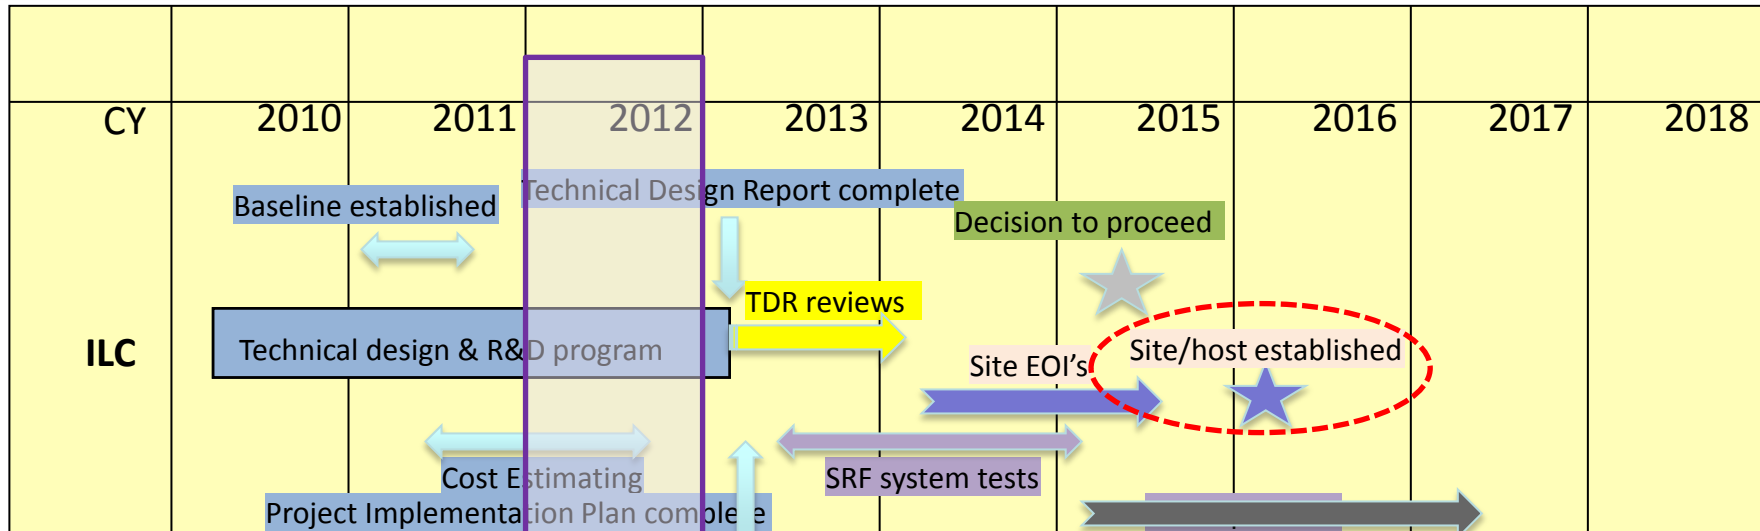 CY 2010 2011 2012 2013 2014 2015 2016 2017 2018
Technical Design Report complete
Baseline established
Decision to proceed
TDR reviews
ILC
Technical design & R&D program
Site EOI's
Site/host established
Cost Estimating
SRF system tests
Project Implementation Plan complete